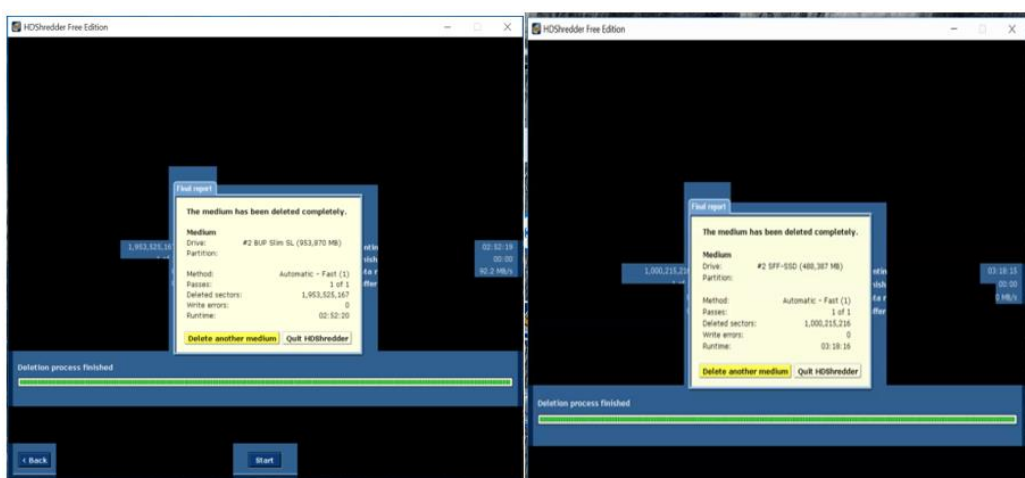 HDShredder Free Edition
Final report
The medium has been deleted completely.
Medium
Drive: #2 BUP Slim SL (953,870 MB)
Partition:
Method: Automatic - Fast (1)
Passes: 1 of 1
Deleted sectors: 1,953,525,167
Write errors: 0
Runtime: 02:52:20
Delete another medium Quit HDShredder
1,953,525,167
02:52:19
00:00
92.2 MB/s
Deletion process finished
< Back Start
HDShredder Free Edition
Final report
The medium has been deleted completely.
Medium
Drive: #2 SFF-SSD (488,387 MB)
Partition:
Method: Automatic - Fast (1)
Passes: 1 of 1
Deleted sectors: 1,000,215,216
Write errors: 0
Runtime: 03:18:16
Delete another medium Quit HDShredder
03:18:15
00:00
0 MB/s
Deletion process finished